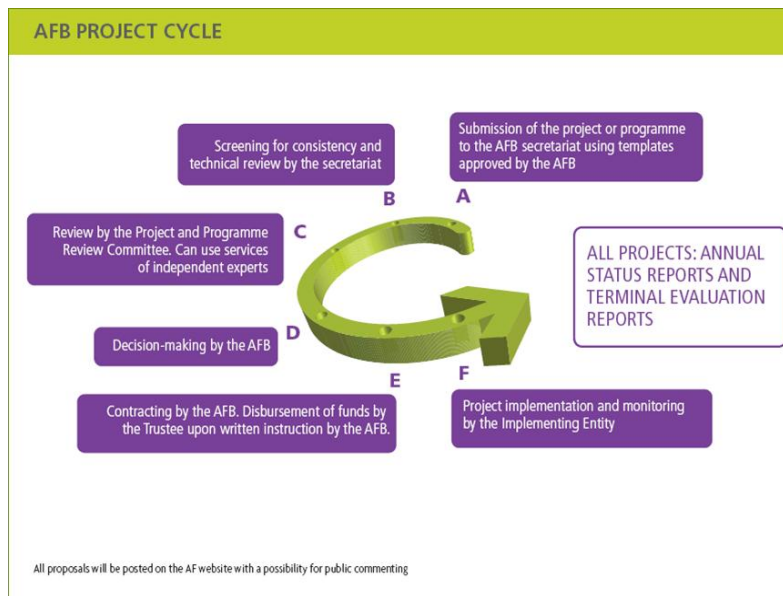 AFB PROJECT CYCLE
Submission of the project or programme
to the AFB secretariat using templates
approved by the AFB
A
Screening for consistency and
technical review by the secretariat
B
Review by the Project and Programme
Review Committee. Can use services
of independent experts
C
Decision-making by the AFB
D
Contracting by the AFB. Disbursement of funds by
the Trustee upon written instruction by the AFB.
E
Project implementation and monitoring
by the Implementing Entity
F
ALL PROJECTS: ANNUAL
STATUS REPORTS AND
TERMINAL EVALUATION
REPORTS
All proposals will be posted on the AF website with a possibility for public commenting